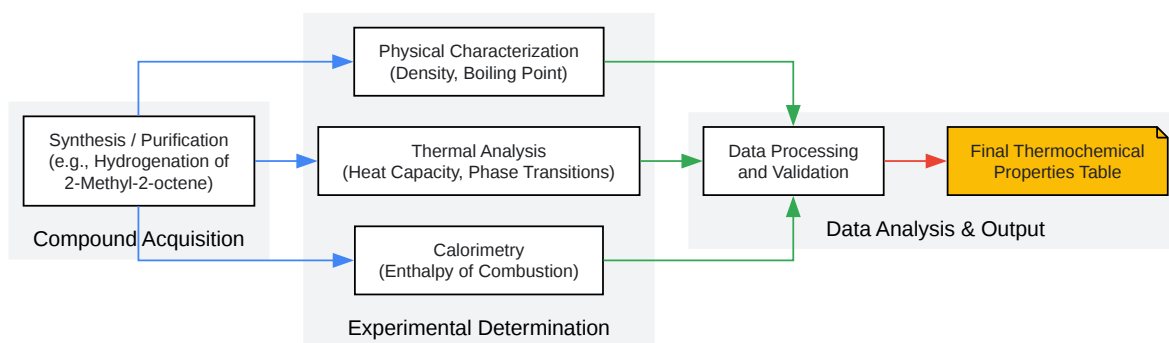 Synthesis / Purification
(e.g., Hydrogenation of
2-Methyl-2-octene)
Compound Acquisition
Physical Characterization
(Density, Boiling Point)
Thermal Analysis
(Heat Capacity, Phase Transitions)
Calorimetry
(Enthalpy of Combustion)
Experimental Determination
Data Processing
and Validation
Final Thermochemical
Properties Table
Data Analysis & Output